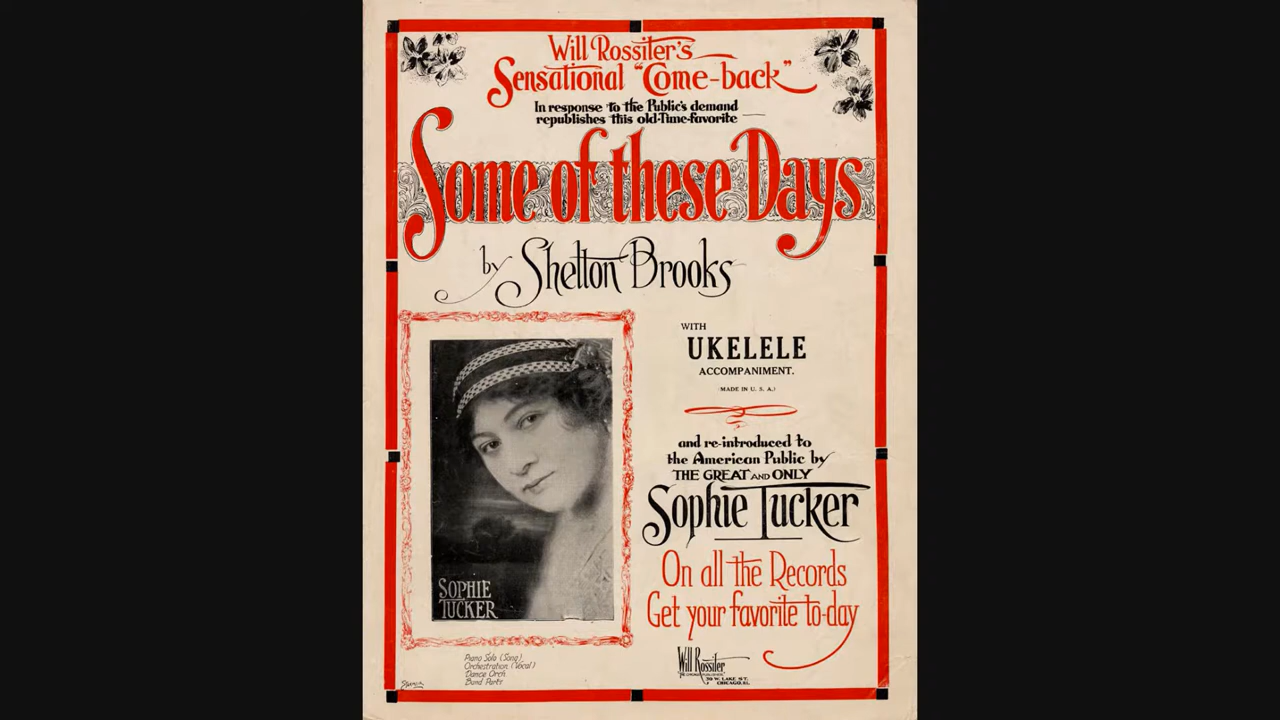 Will Rossiter's
Sensational "Come-back"
In response to the Public's demand
republishes this old-Time-favorite
Some of these Days
by Shelton Brooks
WITH
UKELELE
ACCOMPANIMENT.
(MADE IN U. S. A.)
and re-introduced to
the American Public by
THE GREAT AND ONLY
Sophie Tucker
On all the Records
Get your favorite to-day
SOPHIE
TUCKER
Piano Solo (Song)
Orchestration (Vocal)
Dance Orch.
Band Parts
Will Rossiter
30 W. LAKE ST.
CHICAGO, ILL.